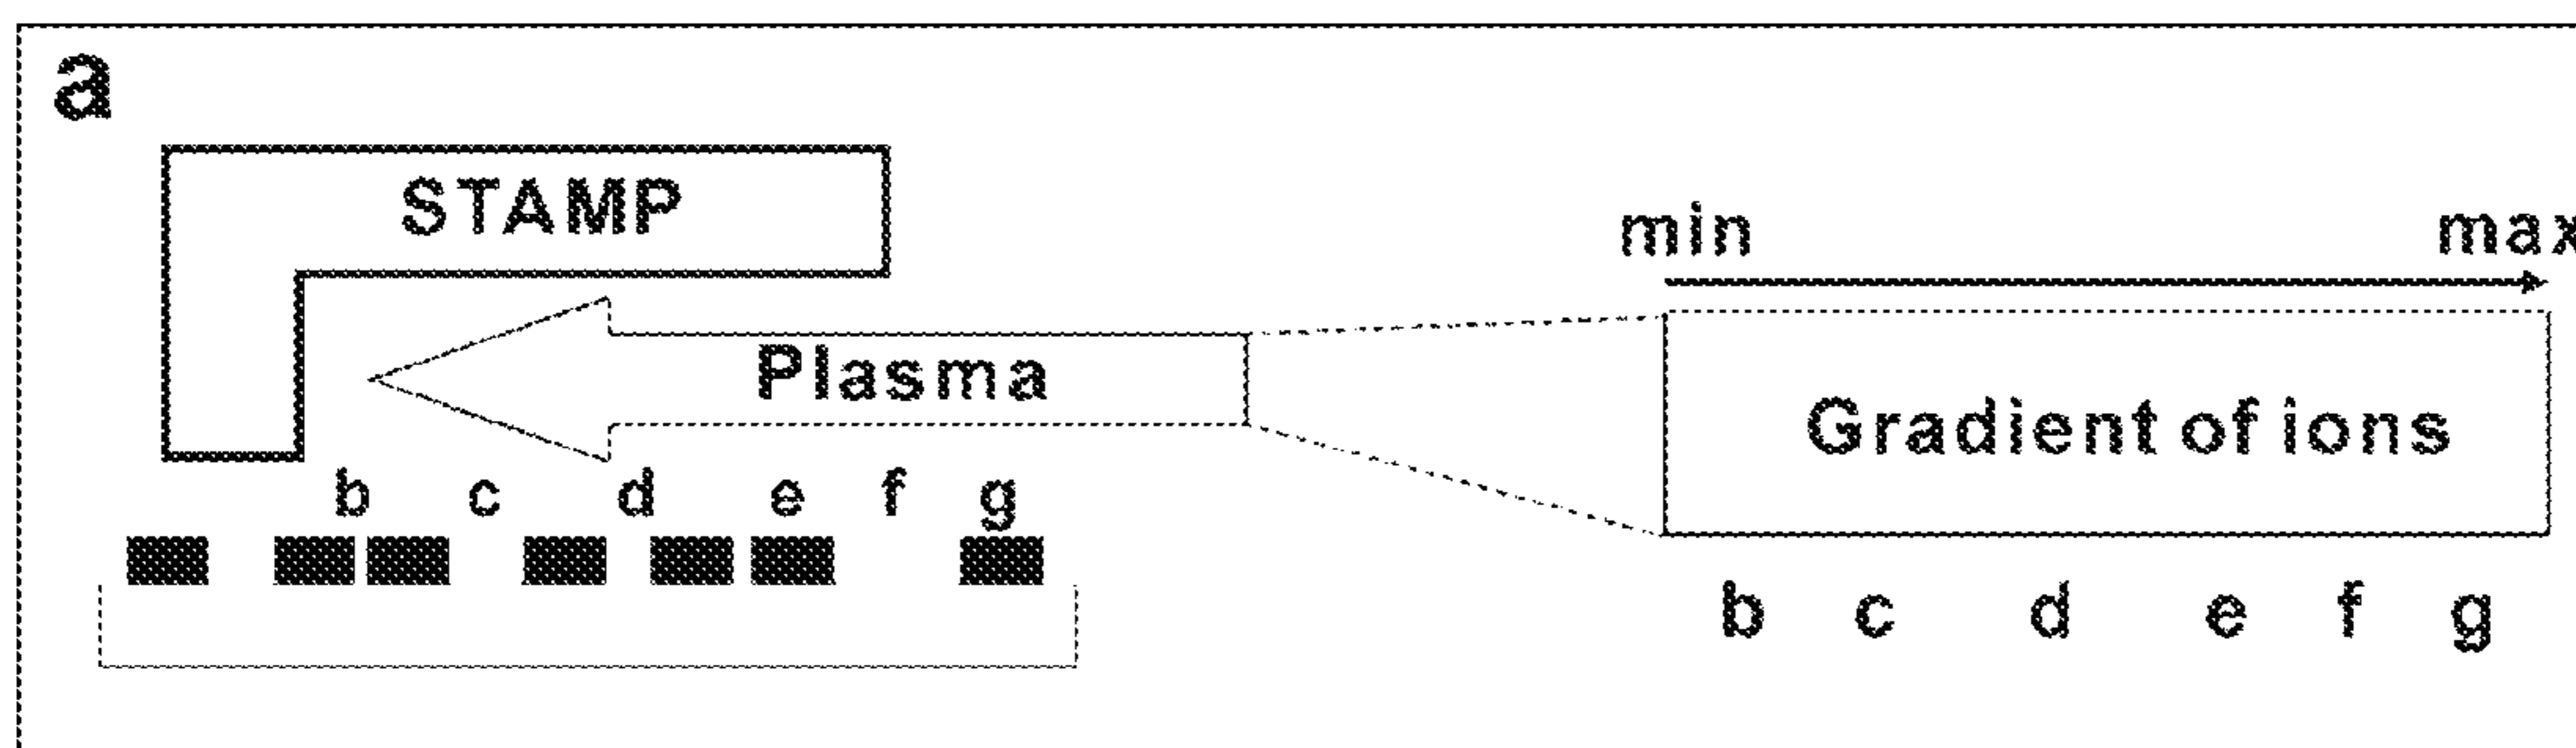 a
STAMP
min max
Plasma
Gradient of ions
b c d e f g
b c d e f g